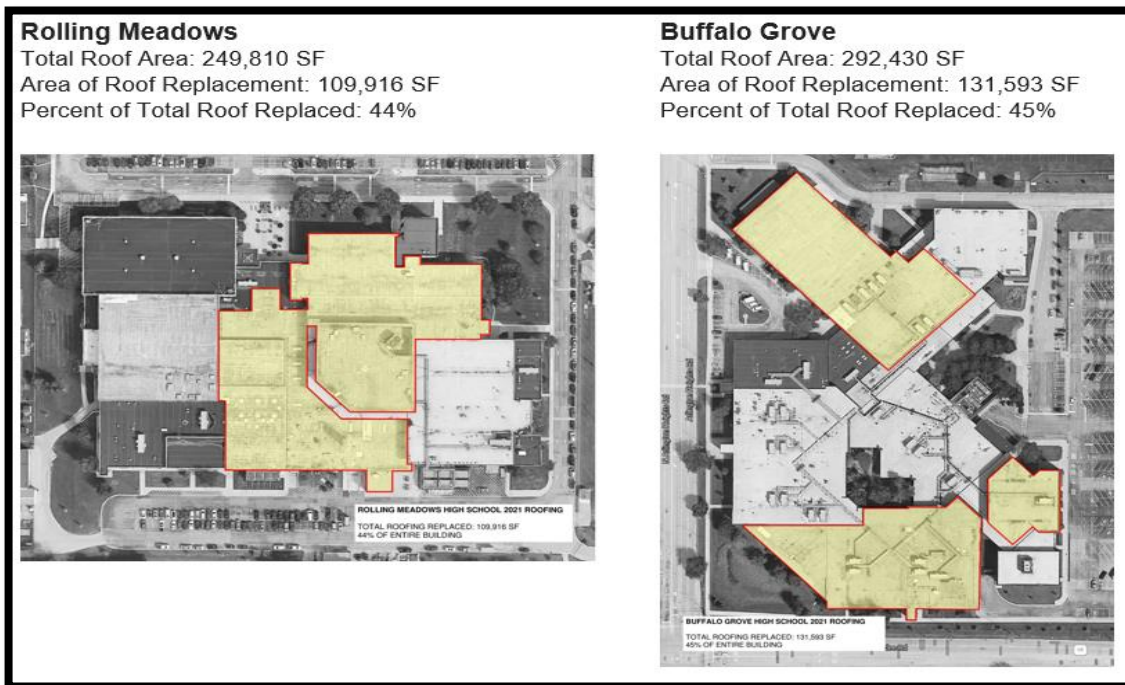 Rolling Meadows
Total Roof Area: 249,810 SF
Area of Roof Replacement: 109,916 SF
Percent of Total Roof Replaced: 44%
ROLLING MEADOWS HIGH SCHOOL 2021 ROOFING
TOTAL ROOFING REPLACED: 109,916 SF
44% OF ENTIRE BUILDING
Buffalo Grove
Total Roof Area: 292,430 SF
Area of Roof Replacement: 131,593 SF
Percent of Total Roof Replaced: 45%
BUFFALO GROVE HIGH SCHOOL 2021 ROOFING
TOTAL ROOFING REPLACED: 131,593 SF
45% OF ENTIRE BUILDING